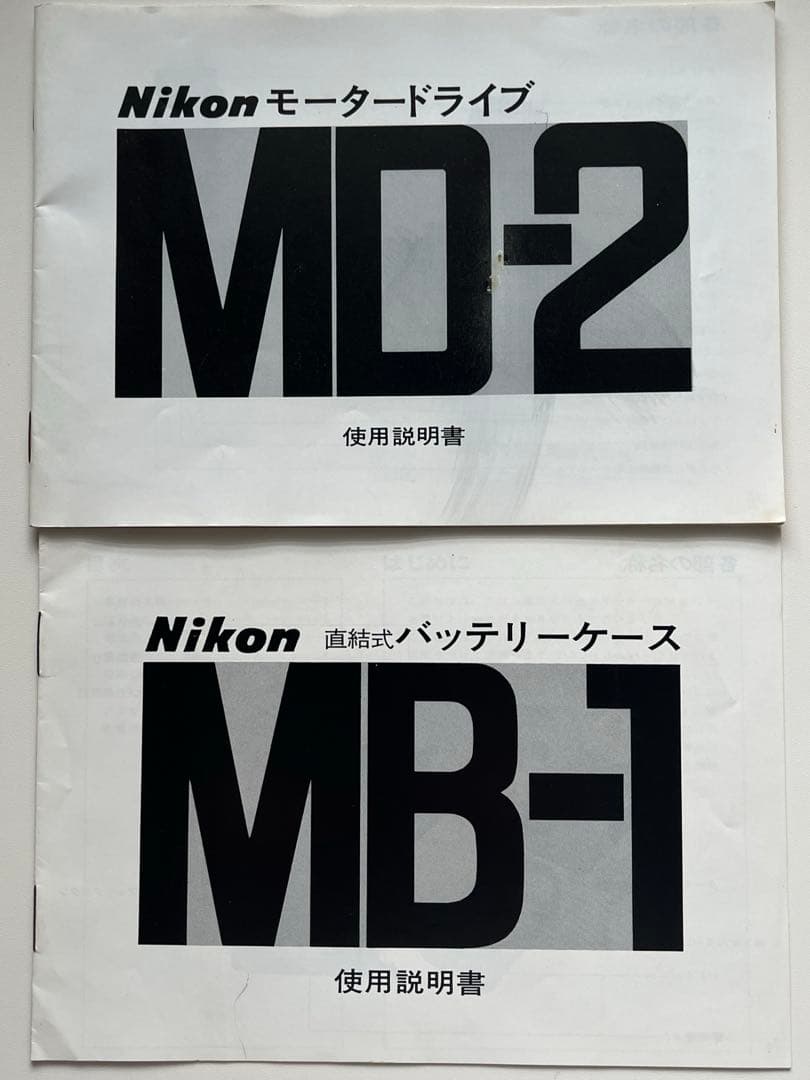 Nikon モータードライブ
MD-2
使用説明書
Nikon 直結式バッテリーケース
MB-1
使用説明書